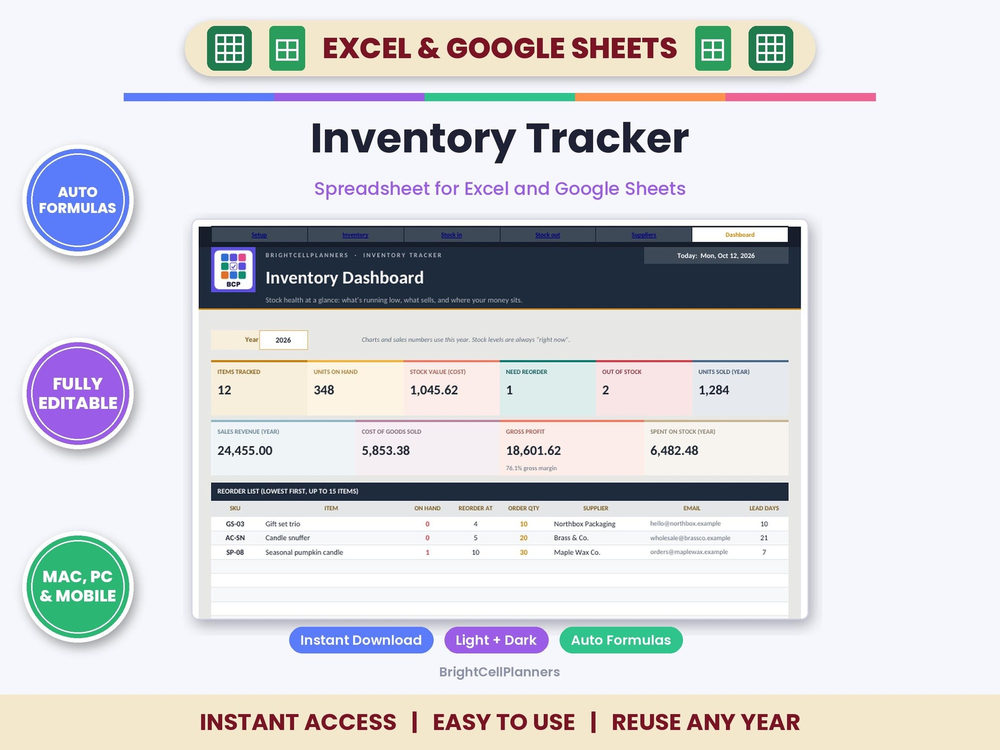 EXCEL & GOOGLE SHEETS
Inventory Tracker
Spreadsheet for Excel and Google Sheets
AUTO
FORMULAS
FULLY
EDITABLE
MAC, PC
& MOBILE
Setup Inventory Stock in Stock out Suppliers Dashboard
BRIGHTCELLPLANNERS · INVENTORY TRACKER
Today: Mon, Oct 12, 2026
BCP
Inventory Dashboard
Stock health at a glance: what's running low, what sells, and where your money sits.
Year 2026 Charts and sales numbers use this year. Stock levels are always "right now".
ITEMS TRACKED UNITS ON HAND STOCK VALUE (COST) NEED REORDER OUT OF STOCK UNITS SOLD (YEAR)
12 348 1,045.62 1 2 1,284
SALES REVENUE (YEAR) COST OF GOODS SOLD GROSS PROFIT SPENT ON STOCK (YEAR)
24,455.00 5,853.38 18,601.62 6,482.48
76.1% gross margin
REORDER LIST (LOWEST FIRST, UP TO 15 ITEMS)
SKU ITEM ON HAND REORDER AT ORDER QTY SUPPLIER EMAIL LEAD DAYS
GS-03 Gift set trio 0 4 10 Northbox Packaging hello@northbox.example 10
AC-SN Candle snuffer 0 5 20 Brass & Co. wholesale@brassco.example 21
SP-08 Seasonal pumpkin candle 1 10 30 Maple Wax Co. orders@maplewax.example 7
Instant Download Light + Dark Auto Formulas
BrightCellPlanners
INSTANT ACCESS | EASY TO USE | REUSE ANY YEAR